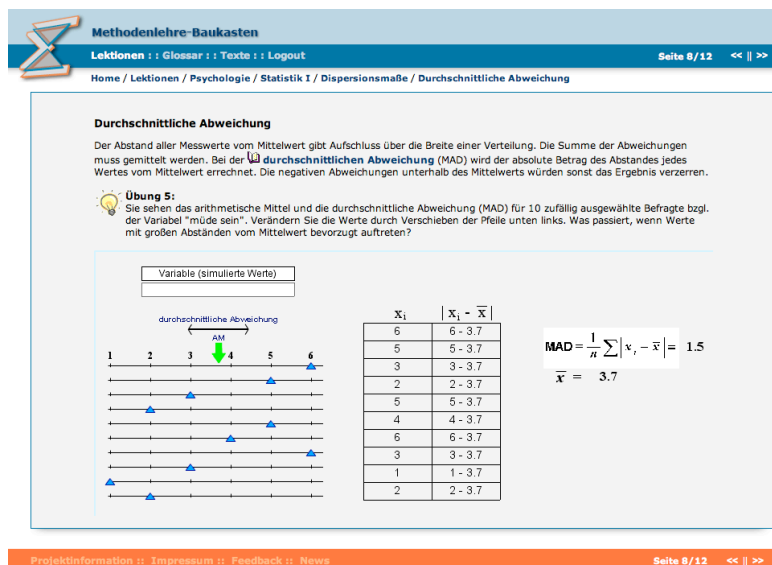 Methodenlehre-Baukasten
Lektionen : : Glossar : : Texte : : Logout
Seite 8/12 << || >>
Home / Lektionen / Psychologie / Statistik I / Dispersionsmaße / Durchschnittliche Abweichung
Durchschnittliche Abweichung
Der Abstand aller Messwerte vom Mittelwert gibt Aufschluss über die Breite einer Verteilung. Die Summe der Abweichungen
muss gemittelt werden. Bei der durchschnittlichen Abweichung (MAD) wird der absolute Betrag des Abstandes jedes
Wertes vom Mittelwert errechnet. Die negativen Abweichungen unterhalb des Mittelwerts würden sonst das Ergebnis verzerren.
Übung 5:
Sie sehen das arithmetische Mittel und die durchschnittliche Abweichung (MAD) für 10 zufällig ausgewählte Befragte bzgl.
der Variabel "müde sein". Verändern Sie die Werte durch Verschieben der Pfeile unten links. Was passiert, wenn Werte
mit großen Abständen vom Mittelwert bevorzugt auftreten?
Variable (simulierte Werte)
durchschnittliche Abweichung
AM
1 2 3 4 5 6
xi | xi - x̅ |
6 6 - 3.7
5 5 - 3.7
3 3 - 3.7
2 2 - 3.7
5 5 - 3.7
4 4 - 3.7
6 6 - 3.7
3 3 - 3.7
1 1 - 3.7
2 2 - 3.7
MAD = 1/n ∑ | xi - x̅ | = 1.5
x̅ = 3.7
Projektinformation :: Impressum :: Feedback :: News
Seite 8/12 << || >>